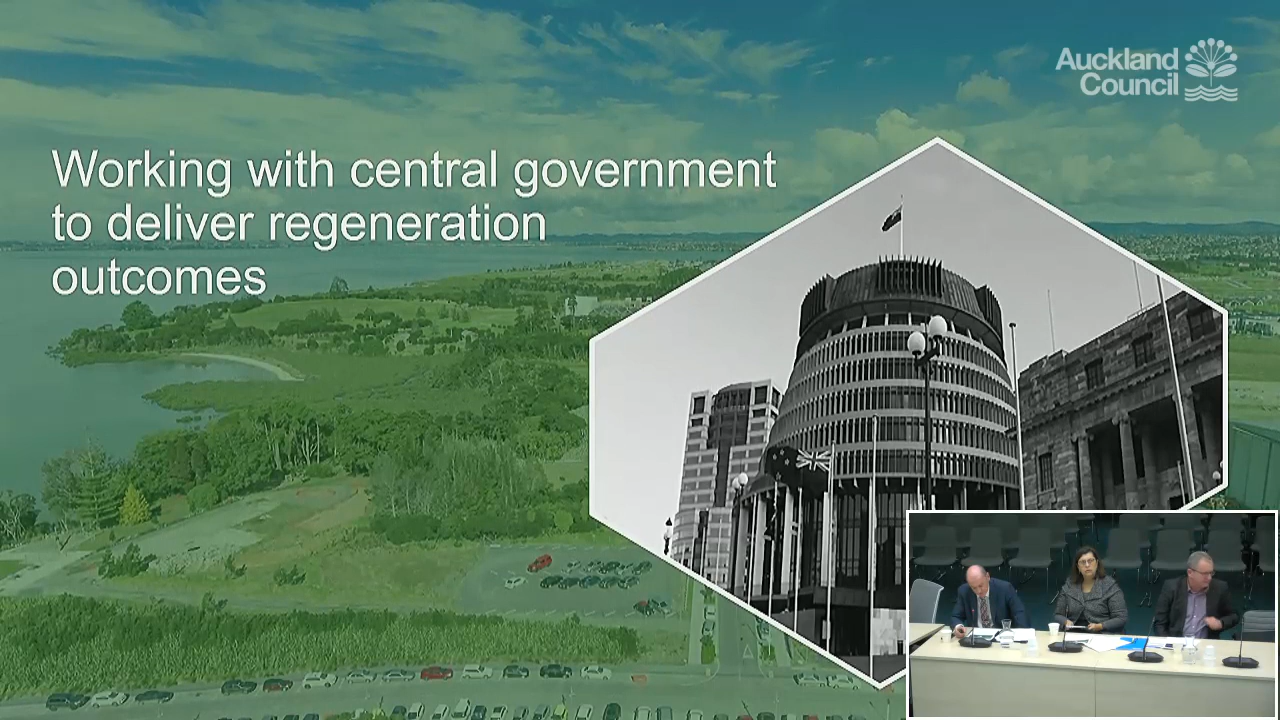 Auckland
Council
Working with central government
to deliver regeneration
outcomes